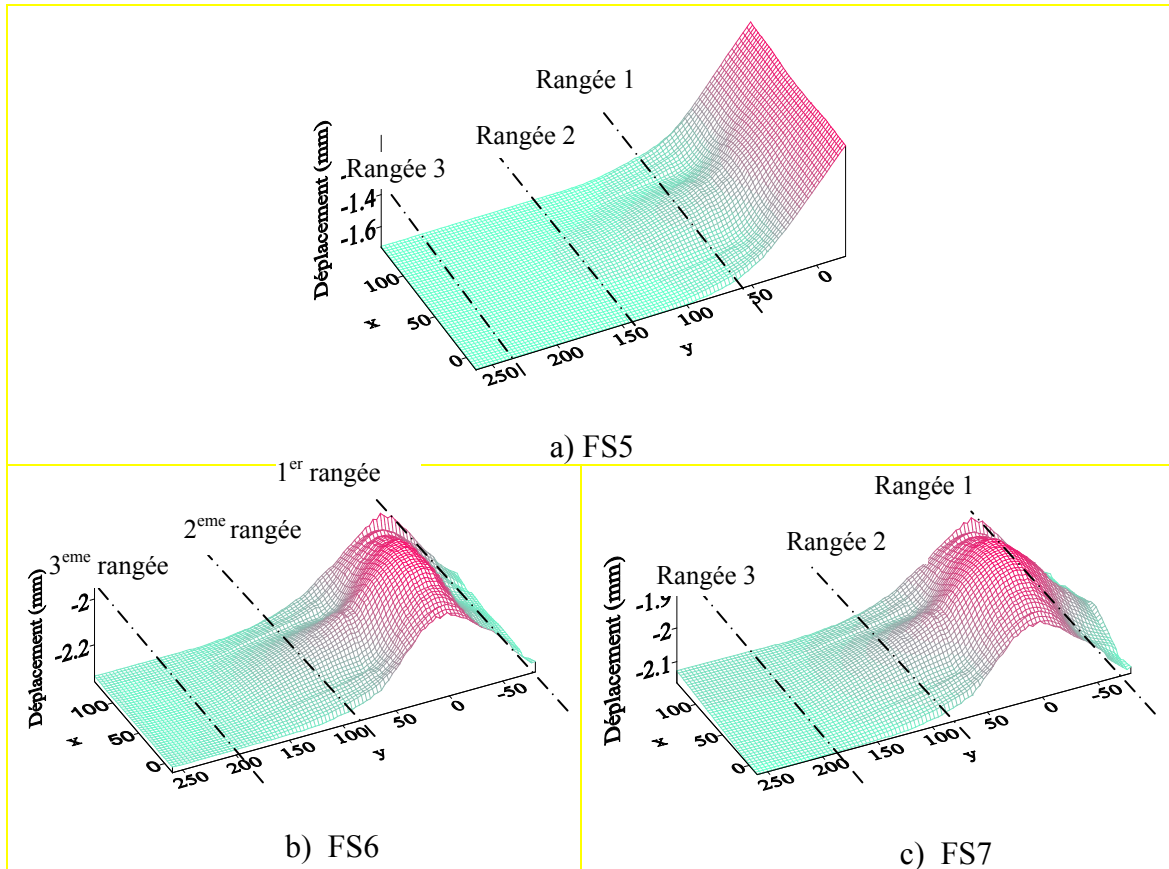 Rangée 1
Rangée 2
Rangée 3
Déplacement (mm)
-1.4
-1.6
100
50
0
x
250
200
150
100
50
0
y
a) FS5
1er rangée
2eme rangée
3eme rangée
Déplacement (mm)
-2
-2.2
100
50
0
x
250
200
150
100
50
0
-50
y
b) FS6
Rangée 1
Rangée 2
Rangée 3
Déplacement (mm)
-1.9
-2
-2.1
100
50
0
x
250
200
150
100
50
0
-50
y
c) FS7